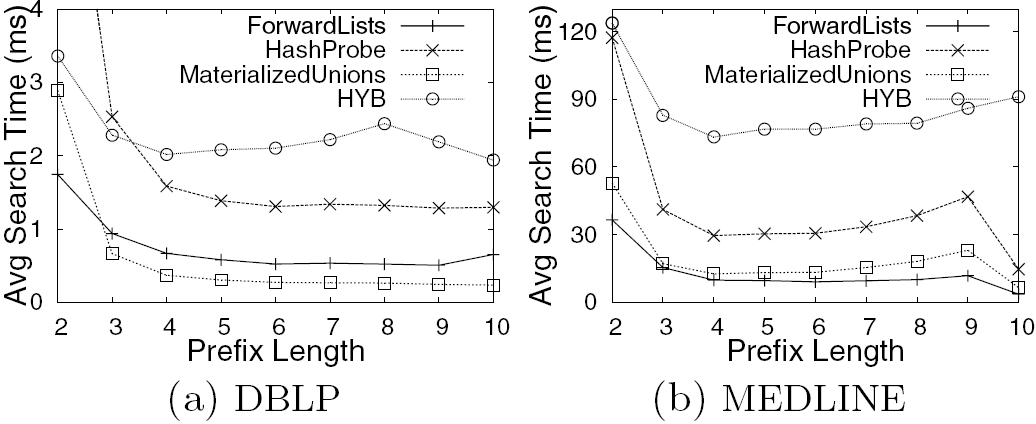 Avg Search Time (ms)
4
3
2
1
0
ForwardLists
HashProbe
MaterializedUnions
HYB
2 3 4 5 6 7 8 9 10
Prefix Length
(a) DBLP
Avg Search Time (ms)
120
90
60
30
0
ForwardLists
HashProbe
MaterializedUnions
HYB
2 3 4 5 6 7 8 9 10
Prefix Length
(b) MEDLINE